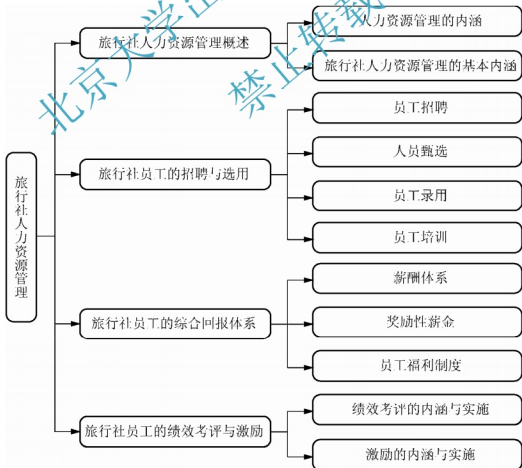 旅行社人力资源管理
旅行社人力资源管理概述
人力资源管理的内涵
旅行社人力资源管理的基本内涵
旅行社员工的招聘与选用
员工招聘
人员甄选
员工录用
员工培训
旅行社员工的综合回报体系
薪酬体系
奖励性薪金
员工福利制度
旅行社员工的绩效考评与激励
绩效考评的内涵与实施
激励的内涵与实施
北京大学
禁止转载